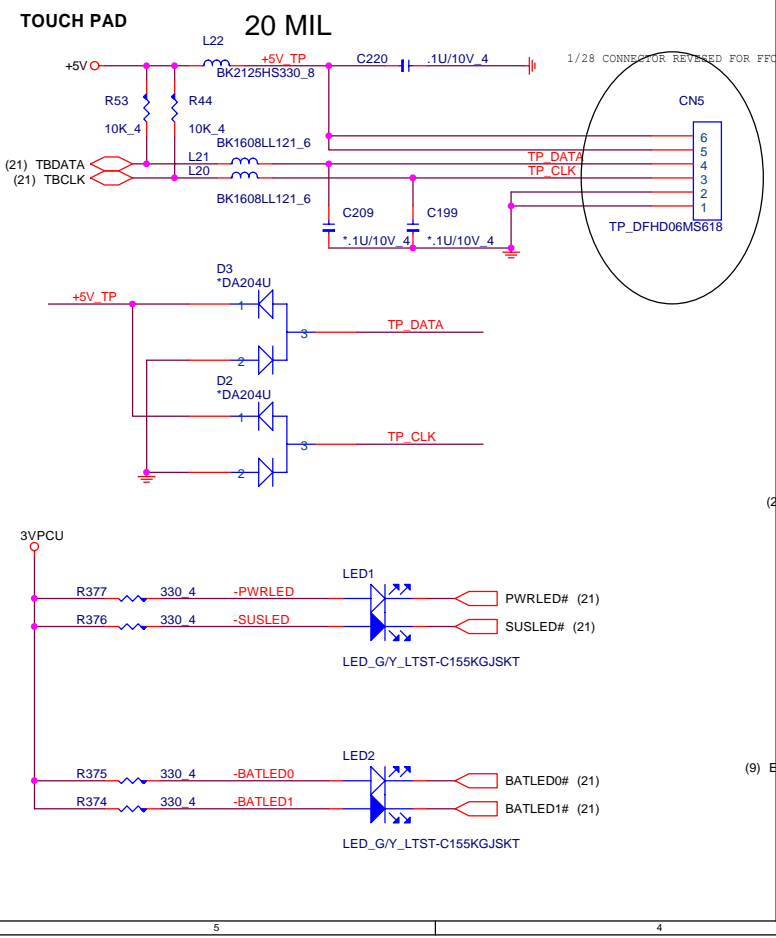 TOUCH PAD
20 MIL
L22
+5V
+5V_TP
BK2125HS330_8
C220
.1U/10V_4
1/28 CONNECTOR REVESED FOR FFC
CN5
R53
R44
10K_4
10K_4
BK1608LL121_6
(21) TBDATA
L21
TP_DATA
(21) TBCLK
L20
TP_CLK
BK1608LL121_6
6
5
4
3
2
1
C209
C199
*.1U/10V_4
*.1U/10V_4
TP_DFHD06MS618
D3
*DA204U
+5V_TP
1
3
TP_DATA
2
D2
*DA204U
1
3
TP_CLK
2
(2
3VPCU
LED1
R377
330_4
-PWRLED
PWRLED# (21)
R376
330_4
-SUSLED
SUSLED# (21)
LED_G/Y_LTST-C155KGJSKT
LED2
(9) E
R375
330_4
-BATLED0
BATLED0# (21)
R374
330_4
-BATLED1
BATLED1# (21)
LED_G/Y_LTST-C155KGJSKT
5
4